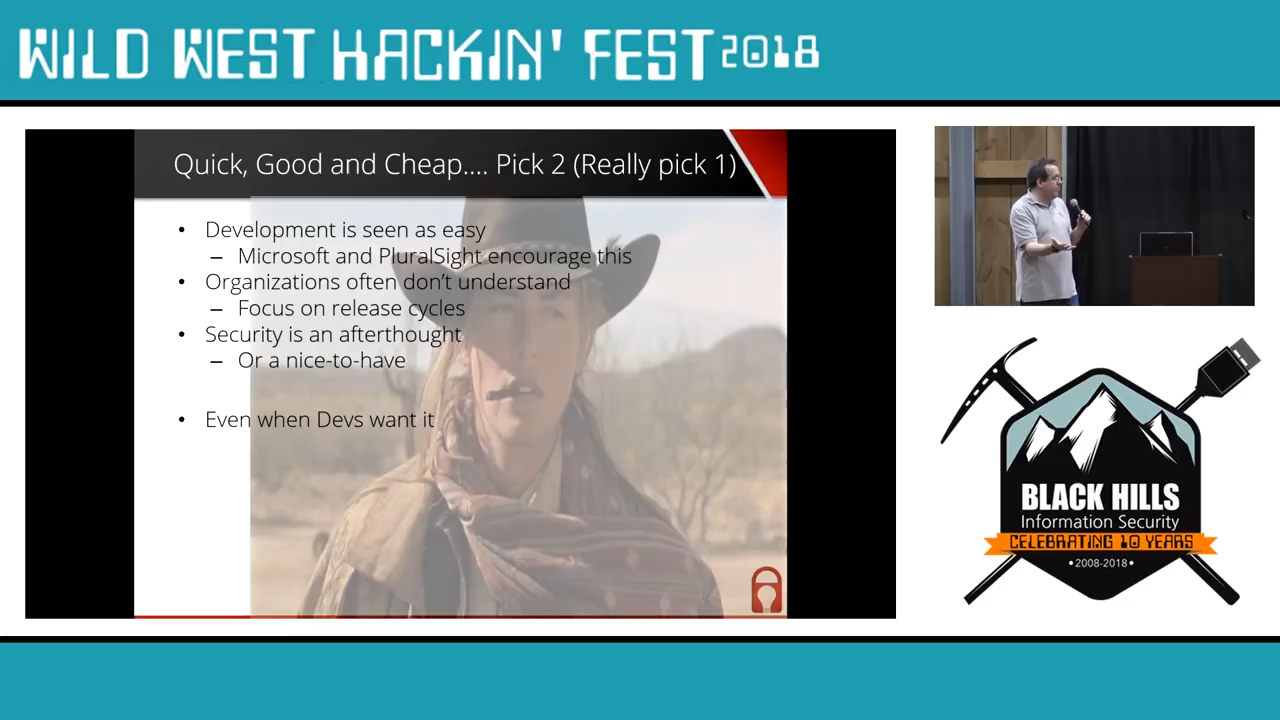 WILD WEST HACKIN' FEST 2018
Quick, Good and Cheap.... Pick 2 (Really pick 1)
• Development is seen as easy
– Microsoft and PluralSight encourage this
• Organizations often don't understand
– Focus on release cycles
• Security is an afterthought
– Or a nice-to-have
• Even when Devs want it
BLACK HILLS
Information Security
CELEBRATING 10 YEARS
•2008-2018•